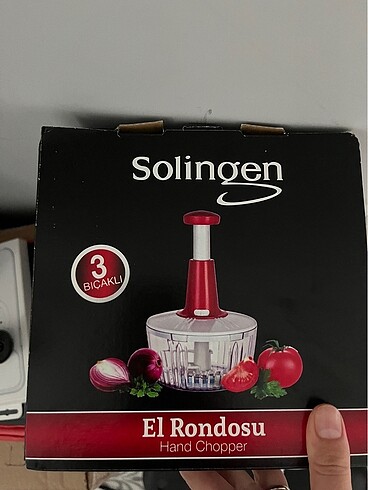 Solingen
3
BIÇAKLI
El Rondosu
Hand Chopper